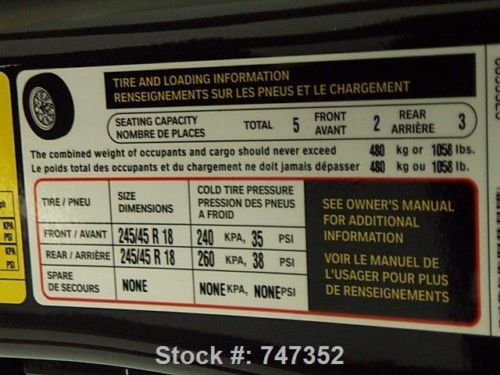 TIRE AND LOADING INFORMATION
RENSEIGNEMENTS SUR LES PNEUS ET LE CHARGEMENT
SEATING CAPACITY
NOMBRE DE PLACES
TOTAL 5
FRONT
AVANT 2
REAR
ARRIÈRE 3
The combined weight of occupants and cargo should never exceed 480 kg or 1058 lbs.
Le poids total des occupants et du chargement ne doit jamais dépasser 480 kg ou 1058 lb.
TIRE / PNEU
SIZE
DIMENSIONS
COLD TIRE PRESSURE
PRESSION DES PNEUS
A FROID
FRONT / AVANT 245/45 R 18 240 KPA, 35 PSI
REAR / ARRIÈRE 245/45 R 18 260 KPA, 38 PSI
SPARE
DE SECOURS
NONE NONE KPA, NONE PSI
SEE OWNER'S MANUAL
FOR ADDITIONAL
INFORMATION
VOIR LE MANUEL DE
L'USAGER POUR PLUS
DE RENSEIGNEMENTS
KPA
PSI
KPA
PSI
Stock #: 747352